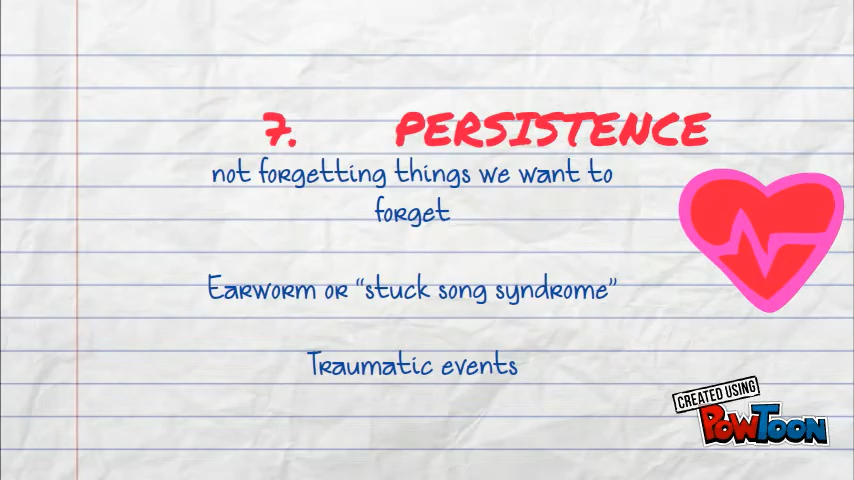 7. PERSISTENCE
not forgetting things we want to
forget
Earworm or “stuck song syndrome”
Traumatic events
CREATED USING
POWTOON